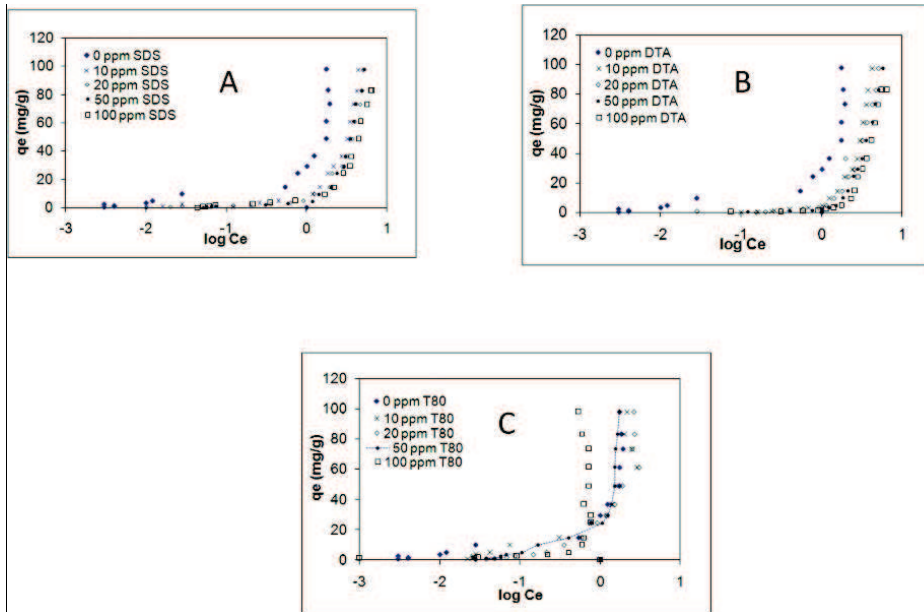 A
120
100
80
60
40
20
0
qe (mg/g)
0 ppm SDS
10 ppm SDS
20 ppm SDS
50 ppm SDS
100 ppm SDS
-3
-2
-1
0
1
log Ce
B
120
100
80
60
40
20
0
qe (mg/g)
0 ppm DTA
10 ppm DTA
20 ppm DTA
50 ppm DTA
100 ppm DTA
-3
-2
-1
0
1
log Ce
C
120
100
80
60
40
20
0
qe (mg/g)
0 ppm T80
10 ppm T80
20 ppm T80
50 ppm T80
100 ppm T80
-3
-2
-1
0
1
log Ce